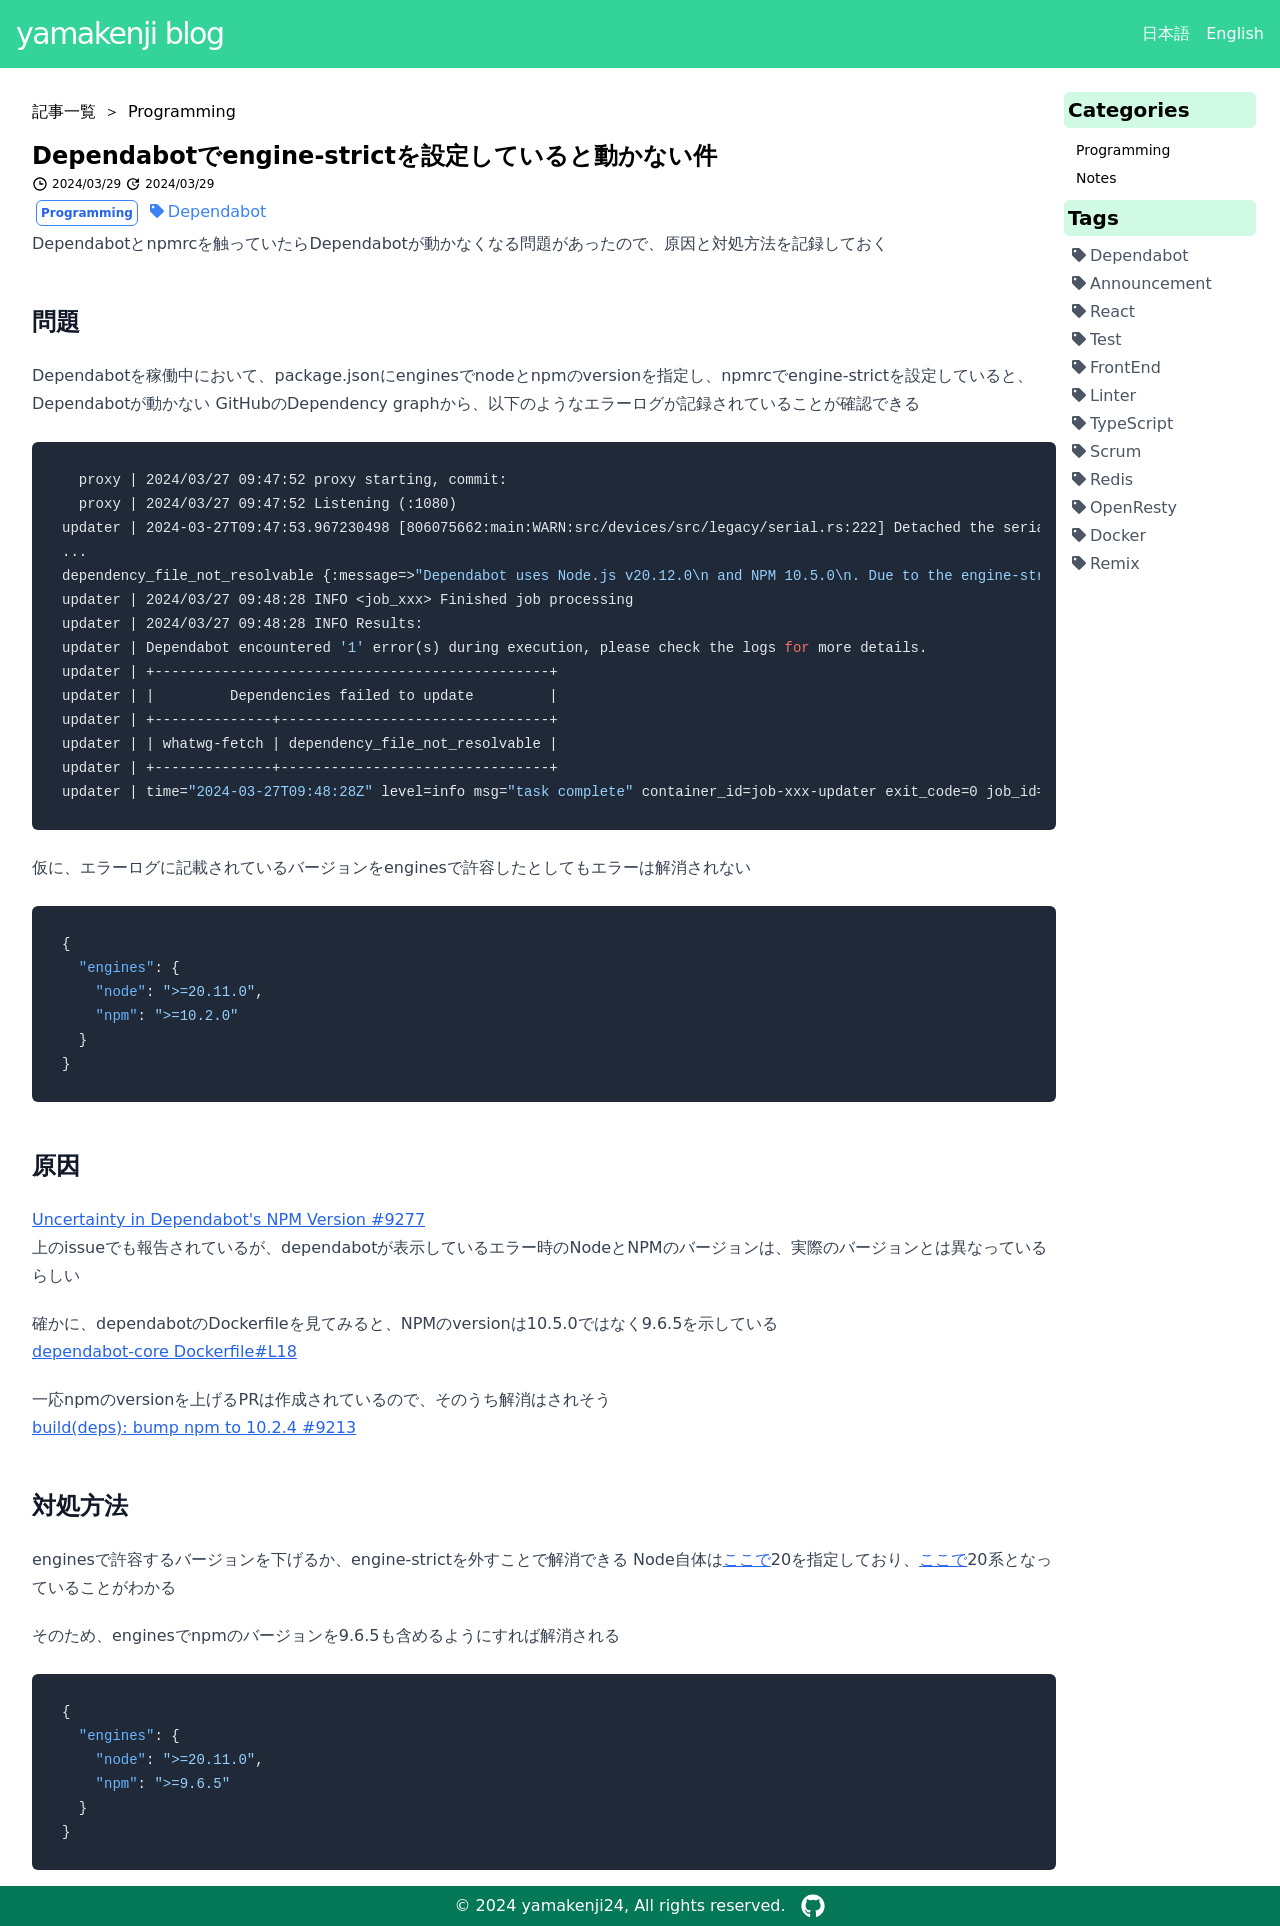 yamakenji blog
日本語 English
記事一覧 ＞ Programming
Dependabotでengine-strictを設定していると動かない件
2024/03/29 2024/03/29
Programming Dependabot
Dependabotとnpmrcを触っていたらDependabotが動かなくなる問題があったので、原因と対処方法を記録しておく
問題
Dependabotを稼働中において、package.jsonにenginesでnodeとnpmのversionを指定し、npmrcでengine-strictを設定していると、
Dependabotが動かない GitHubのDependency graphから、以下のようなエラーログが記録されていることが確認できる
  proxy | 2024/03/27 09:47:52 proxy starting, commit:
  proxy | 2024/03/27 09:47:52 Listening (:1080)
updater | 2024-03-27T09:47:53.967230498 [806075662:main:WARN:src/devices/src/legacy/serial.rs:222] Detached the seria
...
dependency_file_not_resolvable {:message=>"Dependabot uses Node.js v20.12.0\n and NPM 10.5.0\n. Due to the engine-str
updater | 2024/03/27 09:48:28 INFO <job_xxx> Finished job processing
updater | 2024/03/27 09:48:28 INFO Results:
updater | Dependabot encountered '1' error(s) during execution, please check the logs for more details.
updater | +-----------------------------------------------+
updater | |         Dependencies failed to update         |
updater | +--------------+--------------------------------+
updater | | whatwg-fetch | dependency_file_not_resolvable |
updater | +--------------+--------------------------------+
updater | time="2024-03-27T09:48:28Z" level=info msg="task complete" container_id=job-xxx-updater exit_code=0 job_id=
仮に、エラーログに記載されているバージョンをenginesで許容したとしてもエラーは解消されない
{
  "engines": {
    "node": ">=20.11.0",
    "npm": ">=10.2.0"
  }
}
原因
Uncertainty in Dependabot's NPM Version #9277
上のissueでも報告されているが、dependabotが表示しているエラー時のNodeとNPMのバージョンは、実際のバージョンとは異なっている
らしい
確かに、dependabotのDockerfileを見てみると、NPMのversionは10.5.0ではなく9.6.5を示している
dependabot-core Dockerfile#L18
一応npmのversionを上げるPRは作成されているので、そのうち解消はされそう
build(deps): bump npm to 10.2.4 #9213
対処方法
enginesで許容するバージョンを下げるか、engine-strictを外すことで解消できる Node自体はここで20を指定しており、ここで20系となっ
ていることがわかる
そのため、enginesでnpmのバージョンを9.6.5も含めるようにすれば解消される
{
  "engines": {
    "node": ">=20.11.0",
    "npm": ">=9.6.5"
  }
}
Categories
Programming
Notes
Tags
Dependabot
Announcement
React
Test
FrontEnd
Linter
TypeScript
Scrum
Redis
OpenResty
Docker
Remix
© 2024 yamakenji24, All rights reserved.